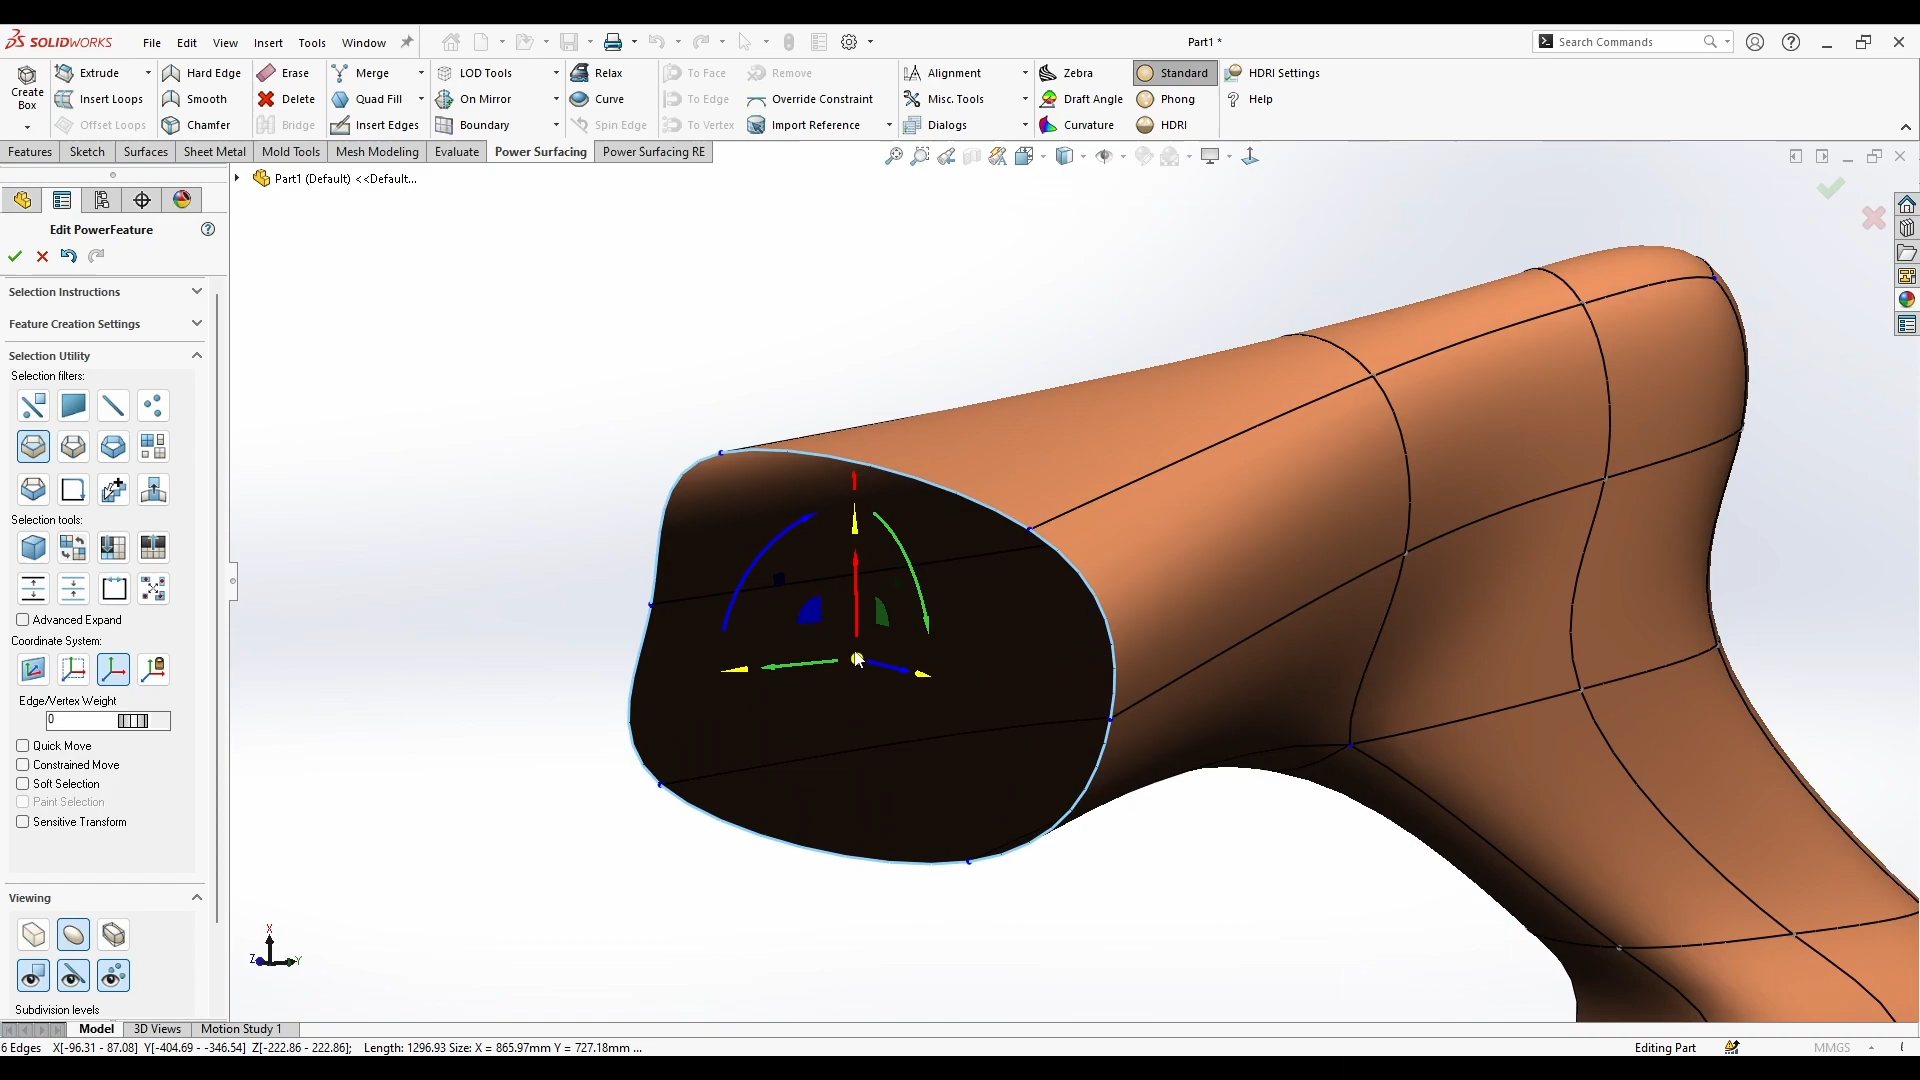 SOLIDWORKS File Edit View Insert Tools Window Part1 * Search Commands
Create Box Extrude Hard Edge Erase Merge LOD Tools Relax To Face Remove Alignment Zebra Standard HDRI Settings
Insert Loops Smooth Delete Quad Fill On Mirror Curve To Edge Override Constraint Misc. Tools Draft Angle Phong Help
Offset Loops Chamfer Bridge Insert Edges Boundary Spin Edge To Vertex Import Reference Dialogs Curvature HDRI
Features Sketch Surfaces Sheet Metal Mold Tools Mesh Modeling Evaluate Power Surfacing Power Surfacing RE
Part1 (Default) <<Default...
Edit PowerFeature
Selection Instructions
Feature Creation Settings
Selection Utility
Selection filters:
Selection tools:
Advanced Expand
Coordinate System:
Edge/Vertex Weight
0
Quick Move
Constrained Move
Soft Selection
Paint Selection
Sensitive Transform
Viewing
X
Z Y
Subdivision levels
Model 3D Views Motion Study 1
6 Edges X[-96.31 - 87.08] Y[-404.69 - -346.54] Z[-222.86 - 222.86]; Length: 1296.93 Size: X = 865.97mm Y = 727.18mm ... Editing Part MMGS